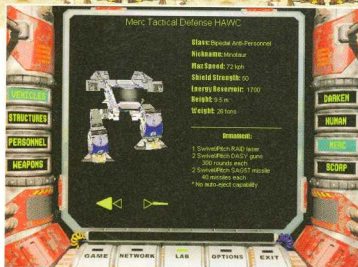 Merc Tactical Defense HAWC
Class: Bipedal Anti-Personnel
Nickname: Minotaur
Max Speed: 72 kph
Shield Strength: 50
Energy Reservoir: 1700
Height: 9.5 m
Weight: 26 tons
Armament:
1 Swivel/Pitch RAID laser
2 Swivel/Pitch DASY guns
300 rounds each
2 Swivel/Pitch SAGST missile
40 missiles each
* No auto-eject capability
VEHICLES
STRUCTURES
PERSONNEL
WEAPONS
DARKEN
HUMAN
MERC
SCORP
GAME
NETWORK
LAB
OPTIONS
EXIT